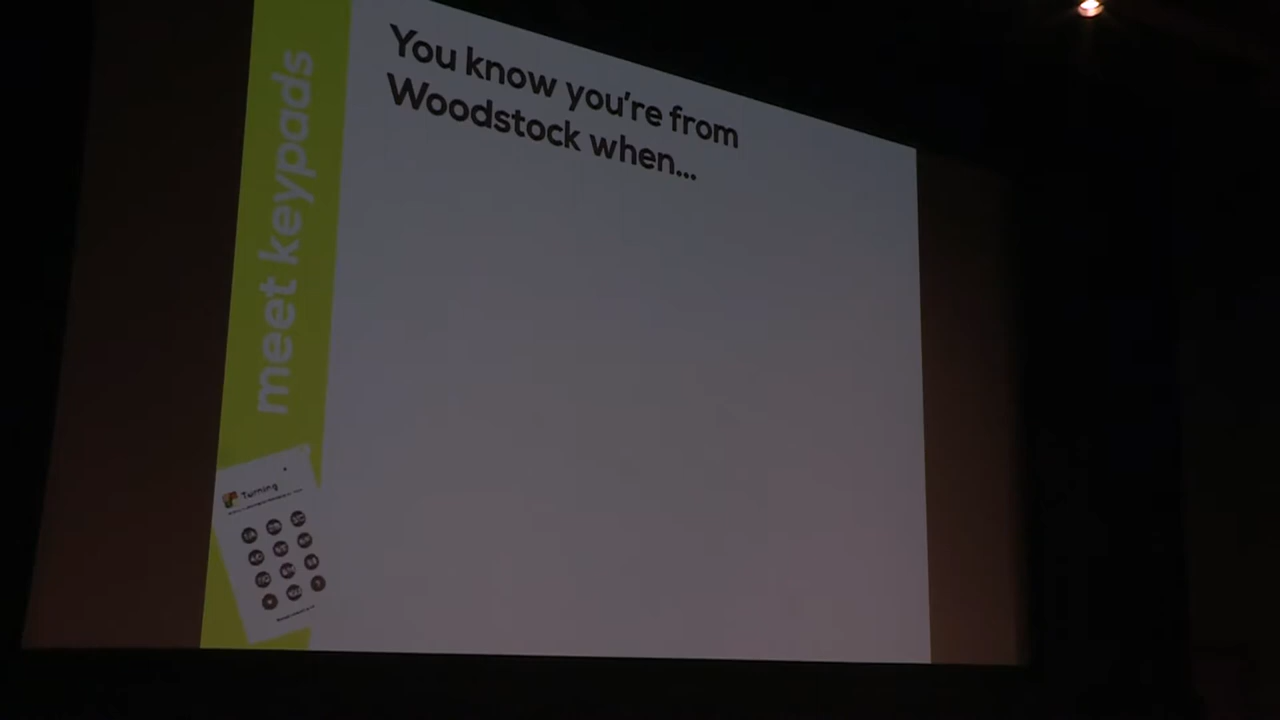 You know you're from
Woodstock when...
meet keypads
Turning